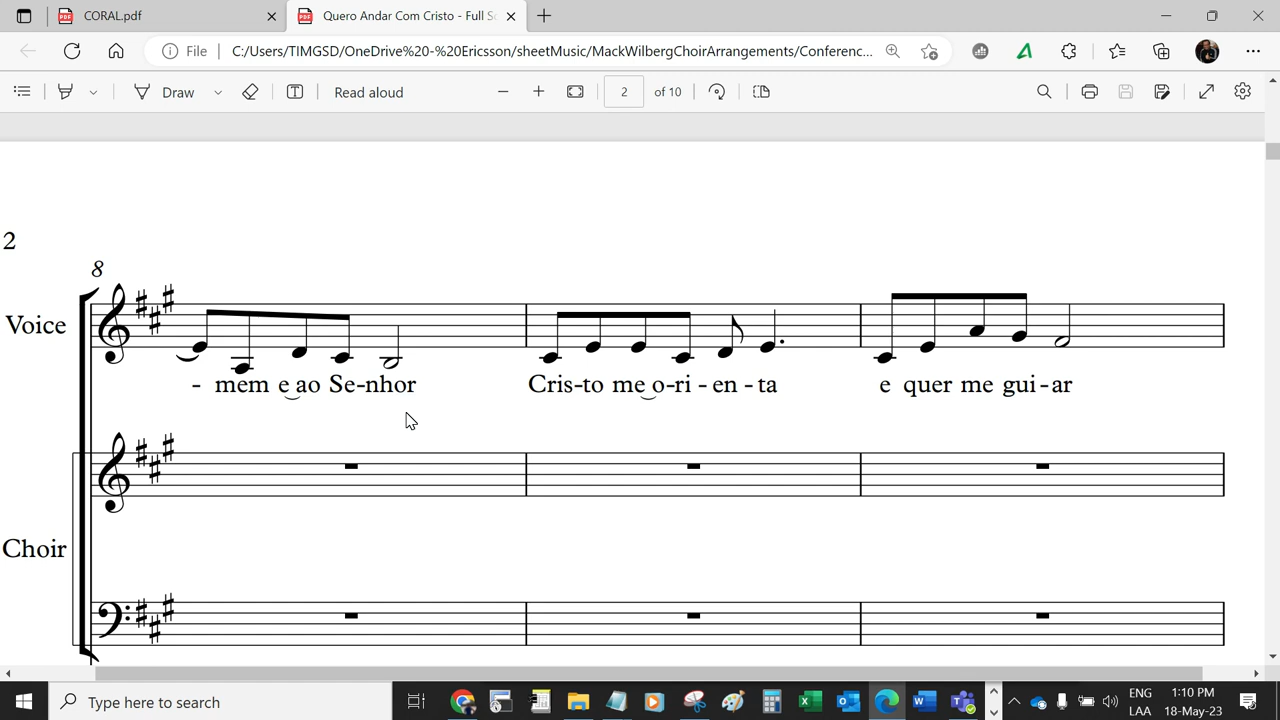 CORAL.pdf
Quero Andar Com Cristo - Full Sc
File
C:/Users/TIMGSD/OneDrive%20-%20Ericsson/sheetMusic/MackWilbergChoirArrangements/Conferenc...
Draw
Read aloud
2 of 10
2
8
Voice
- mem e ao Se-nhor Cris-to me o-ri - en - ta e quer me gui-ar
Choir
Type here to search
ENG
LAA
1:10 PM
18-May-23